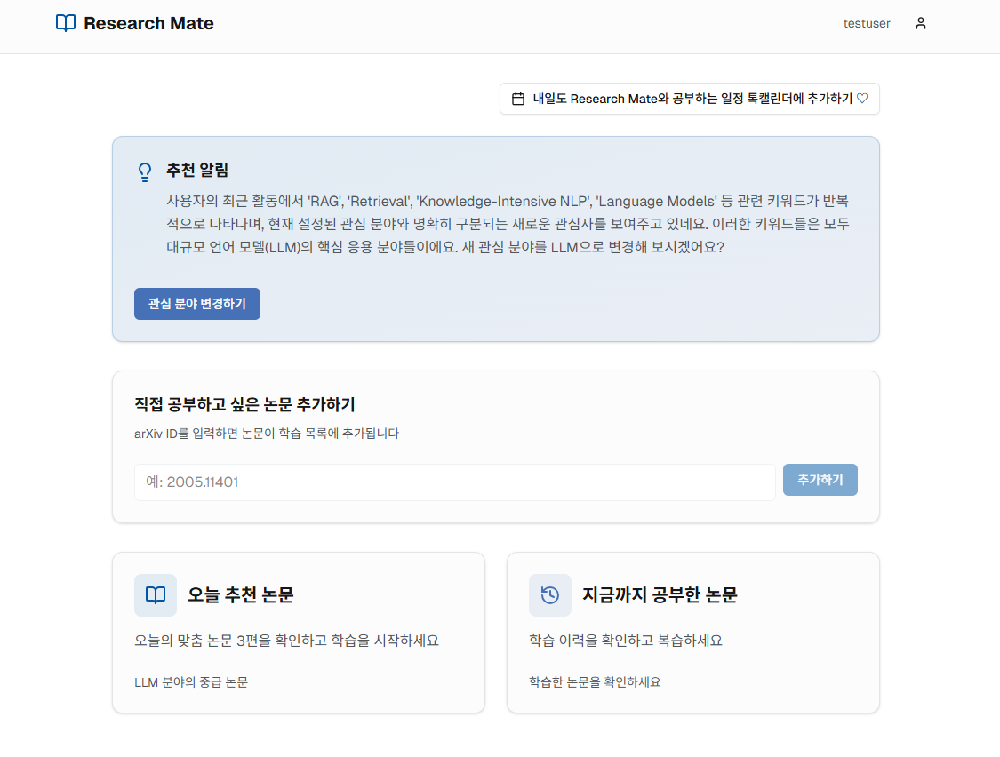 Research Mate
testuser
내일도 Research Mate와 공부하는 일정 톡캘린더에 추가하기 ♡
추천 알림
사용자의 최근 활동에서 'RAG', 'Retrieval', 'Knowledge-Intensive NLP', 'Language Models' 등 관련 키워드가 반복
적으로 나타나며, 현재 설정된 관심 분야와 명확히 구분되는 새로운 관심사를 보여주고 있네요. 이러한 키워드들은 모두
대규모 언어 모델(LLM)의 핵심 응용 분야들이에요. 새 관심 분야를 LLM으로 변경해 보시겠어요?
관심 분야 변경하기
직접 공부하고 싶은 논문 추가하기
arXiv ID를 입력하면 논문이 학습 목록에 추가됩니다
예: 2005.11401
추가하기
오늘 추천 논문
오늘의 맞춤 논문 3편을 확인하고 학습을 시작하세요
LLM 분야의 중급 논문
지금까지 공부한 논문
학습 이력을 확인하고 복습하세요
학습한 논문을 확인하세요